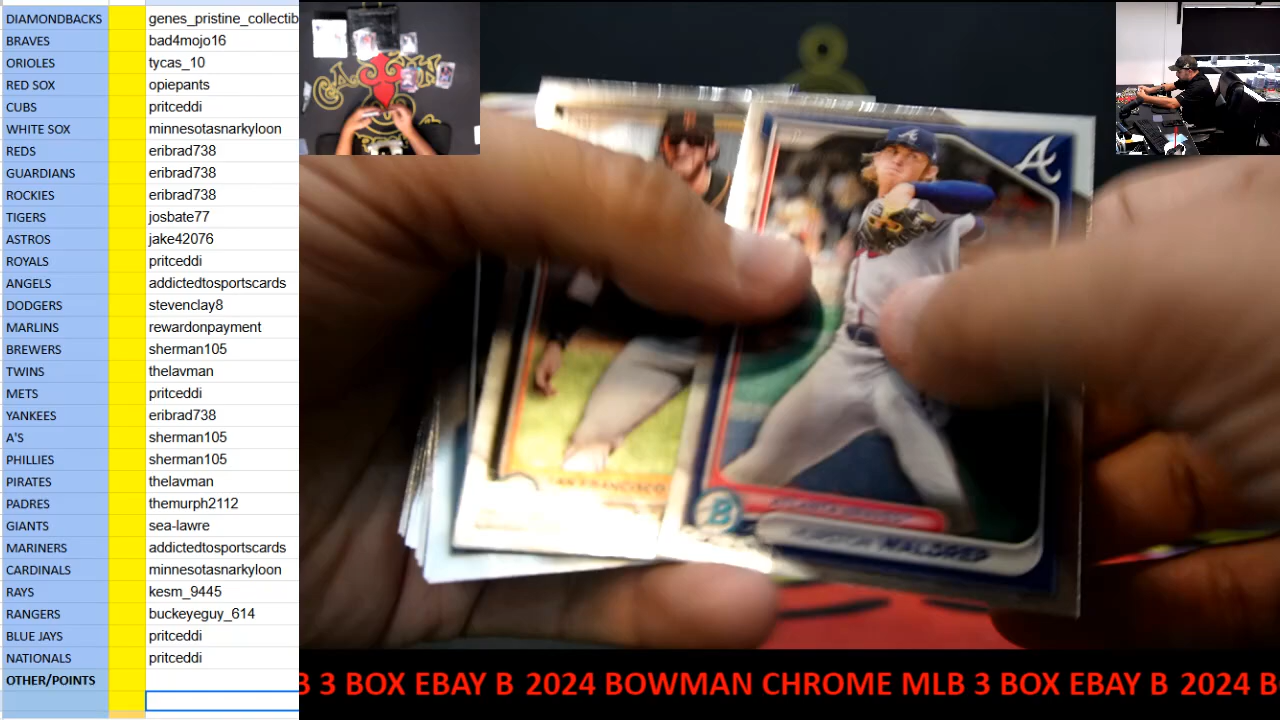 DIAMONDBACKS genes_pristine_collectib
BRAVES bad4mojo16
ORIOLES tycas_10
RED SOX opiepants
CUBS pritceddi
WHITE SOX minnesotasnarkyloon
REDS eribrad738
GUARDIANS eribrad738
ROCKIES eribrad738
TIGERS josbate77
ASTROS jake42076
ROYALS pritceddi
ANGELS addictedtosportscards
DODGERS stevenclay8
MARLINS rewardonpayment
BREWERS sherman105
TWINS thelavman
METS pritceddi
YANKEES eribrad738
A'S sherman105
PHILLIES sherman105
PIRATES thelavman
PADRES themurph2112
GIANTS sea-lawre
MARINERS addictedtosportscards
CARDINALS minnesotasnarkyloon
RAYS kesm_9445
RANGERS buckeyeguy_614
BLUE JAYS pritceddi
NATIONALS pritceddi
OTHER/POINTS
A
SAN FRANCISCO
B
WALDREP
B 3 BOX EBAY B 2024 BOWMAN CHROME MLB 3 BOX EBAY B 2024 B